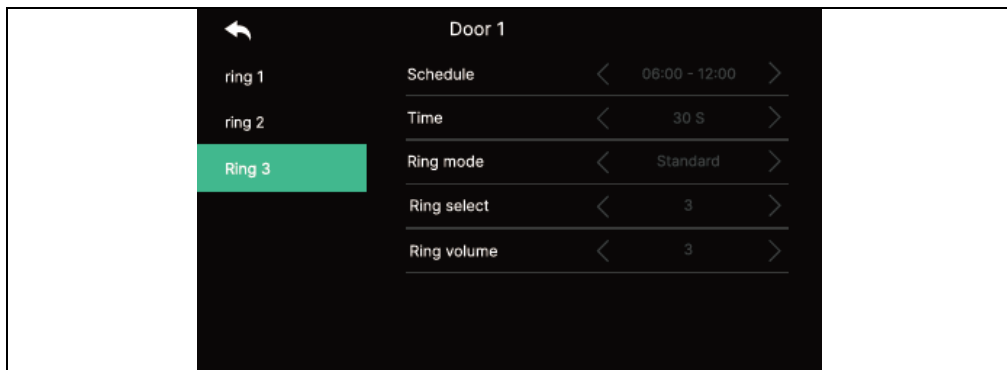 Door 1
ring 1
ring 2
Ring 3
Schedule 06:00 - 12:00
Time 30 S
Ring mode Standard
Ring select 3
Ring volume 3